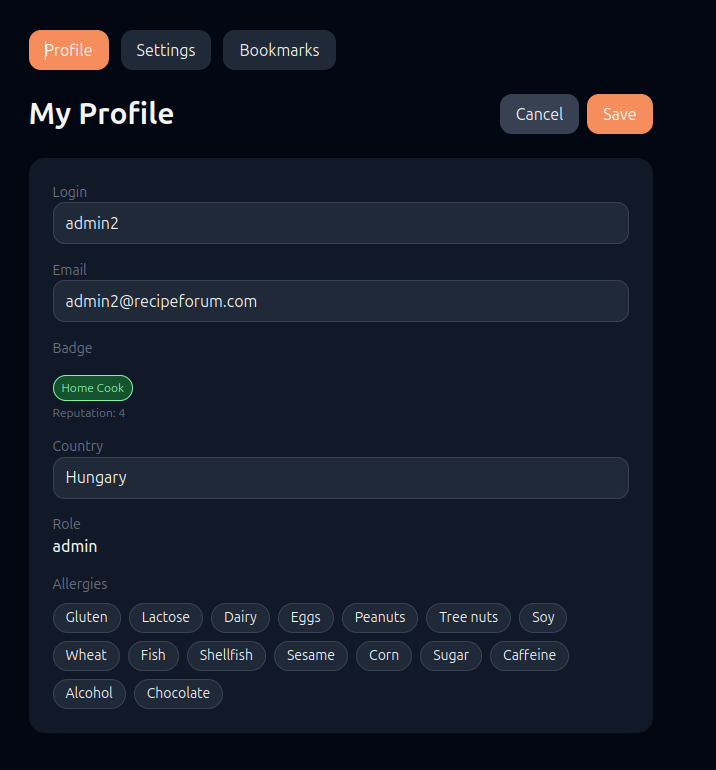 Profile Settings Bookmarks
My Profile Cancel Save
Login
admin2
Email
admin2@recipeforum.com
Badge
Home Cook
Reputation: 4
Country
Hungary
Role
admin
Allergies
Gluten Lactose Dairy Eggs Peanuts Tree nuts Soy
Wheat Fish Shellfish Sesame Corn Sugar Caffeine
Alcohol Chocolate